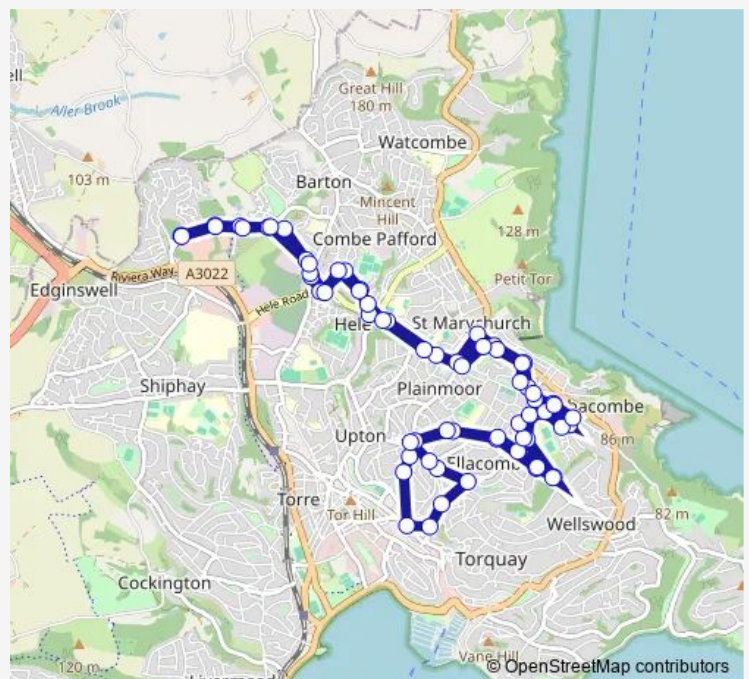 ell
Aller Brook
Great Hill
180 m
Watcombe
103 m
Barton
Mincent
Hill
Combe Pafford
128 m
Riviera Way
A3022
Petit Tor
Edginswell
Hele Road
Hele
St Marychurch
Shiphay
Plainmoor
bacombe
86 m
Upton
Ellacomb
Torre
Tor Hill
82 m
Wellswood
Torquay
Cockington
120 m
Vane Hill
© OpenStreetMap contributors